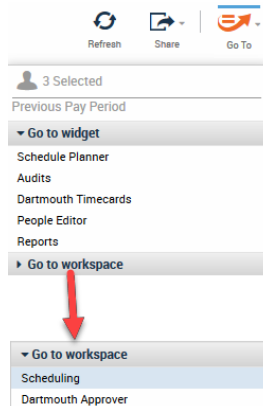 Refresh Share Go To
3 Selected
Previous Pay Period
Go to widget
Schedule Planner
Audits
Dartmouth Timecards
People Editor
Reports
Go to workspace
Go to workspace
Scheduling
Dartmouth Approver